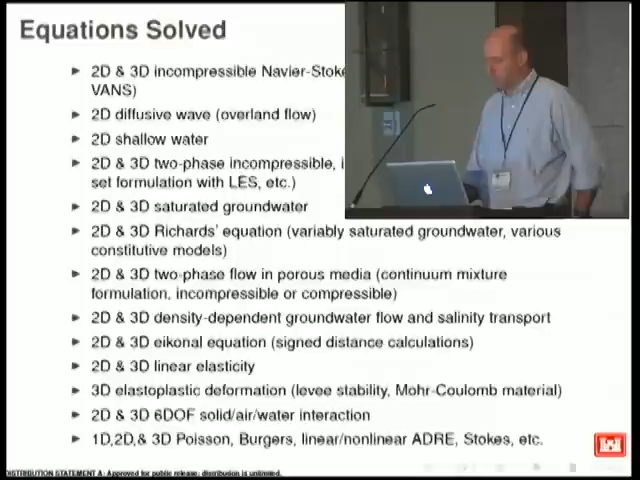 Equations Solved
2D & 3D incompressible Navier-Stoke
VANS)
2D diffusive wave (overland flow)
2D shallow water
2D & 3D two-phase incompressible, i
set formulation with LES, etc.)
2D & 3D saturated groundwater
2D & 3D Richards' equation (variably saturated groundwater, various
constitutive models)
2D & 3D two-phase flow in porous media (continuum mixture
formulation, incompressible or compressible)
2D & 3D density-dependent groundwater flow and salinity transport
2D & 3D eikonal equation (signed distance calculations)
2D & 3D linear elasticity
3D elastoplastic deformation (levee stability, Mohr-Coulomb material)
2D & 3D 6DOF solid/air/water interaction
1D,2D,& 3D Poisson, Burgers, linear/nonlinear ADRE, Stokes, etc.
DISTRIBUTION STATEMENT A: Approved for public release; distribution is unlimited.